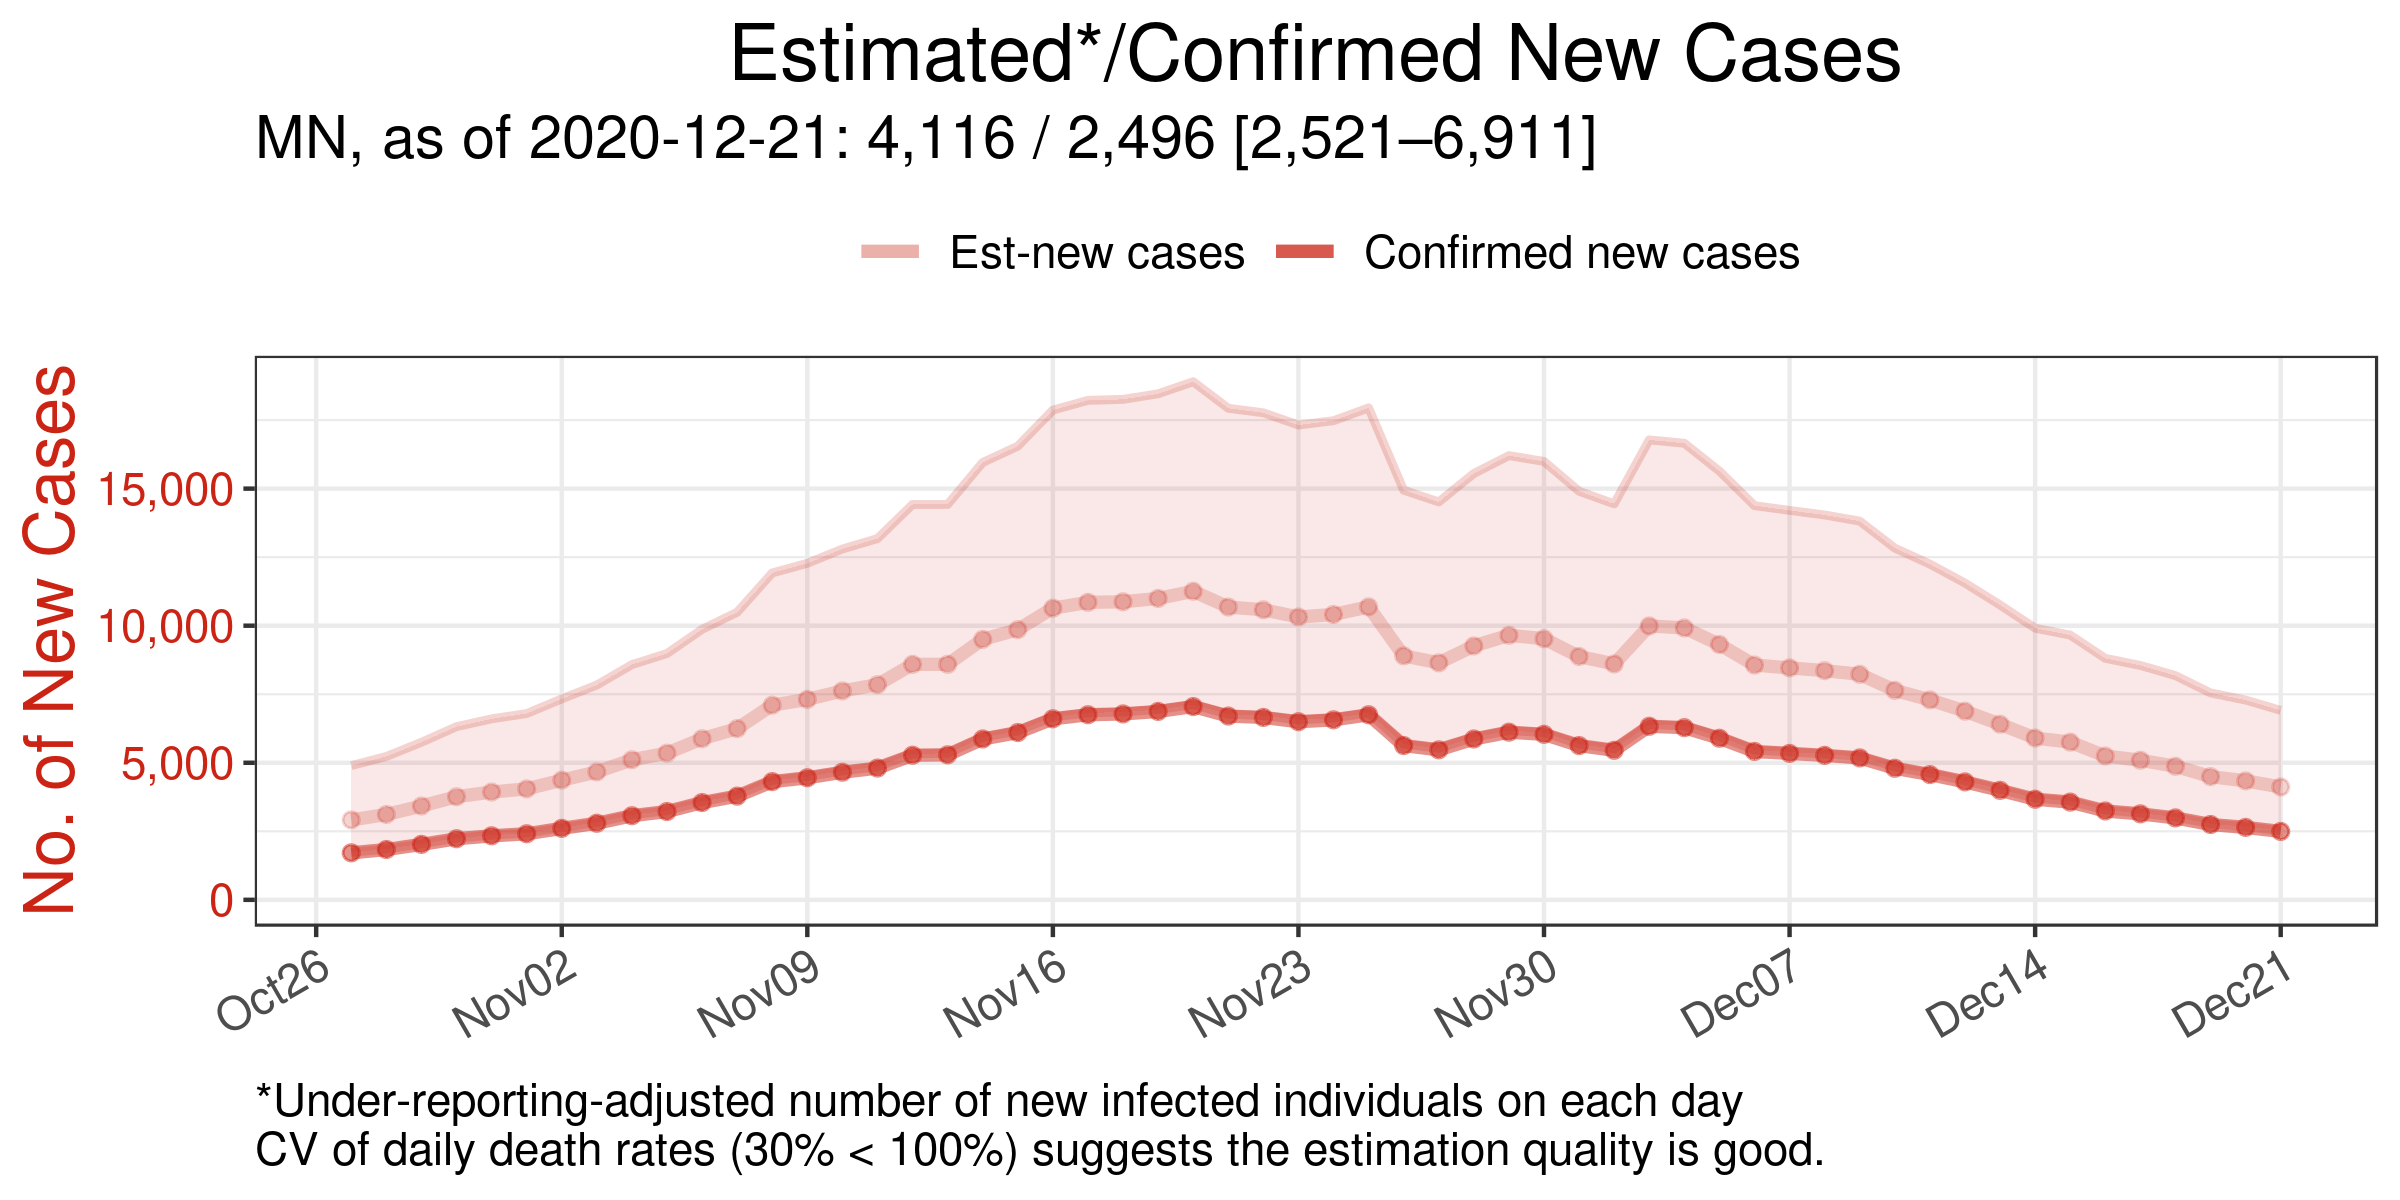 Estimated*/Confirmed New Cases
MN, as of 2020-12-21: 4,116 / 2,496 [2,521–6,911]
Est-new cases
Confirmed new cases
No. of New Cases
15,000
10,000
5,000
0
Oct26
Nov02
Nov09
Nov16
Nov23
Nov30
Dec07
Dec14
Dec21
*Under-reporting-adjusted number of new infected individuals on each day
CV of daily death rates (30% < 100%) suggests the estimation quality is good.